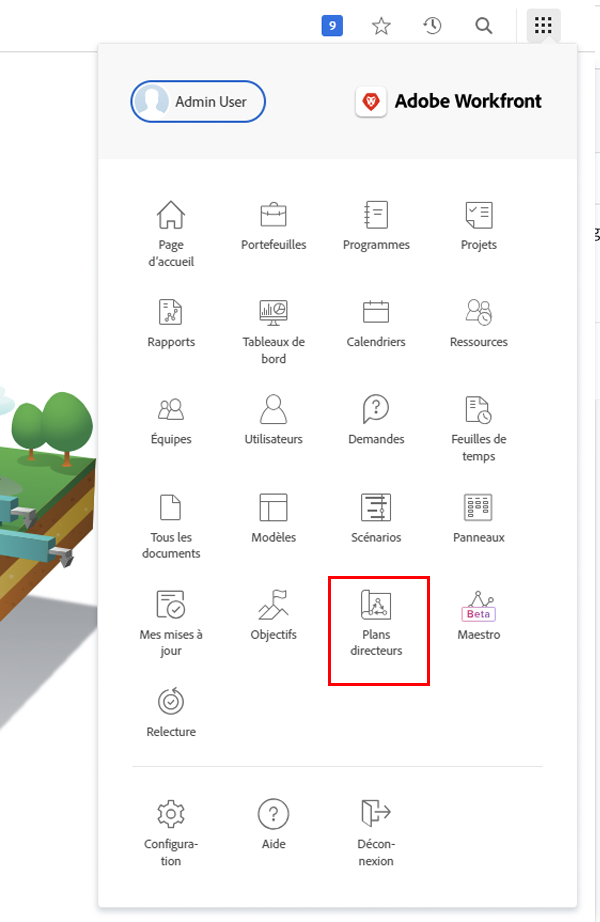 9
Admin User
Adobe Workfront
Page
d'accueil
Portefeuilles
Programmes
Projets
Rapports
Tableaux de
bord
Calendriers
Ressources
Équipes
Utilisateurs
Demandes
Feuilles de
temps
Tous les
documents
Modèles
Scénarios
Panneaux
Mes mises à
jour
Objectifs
Plans
directeurs
Beta
Maestro
Relecture
Configura-
tion
Aide
Décon-
nexion